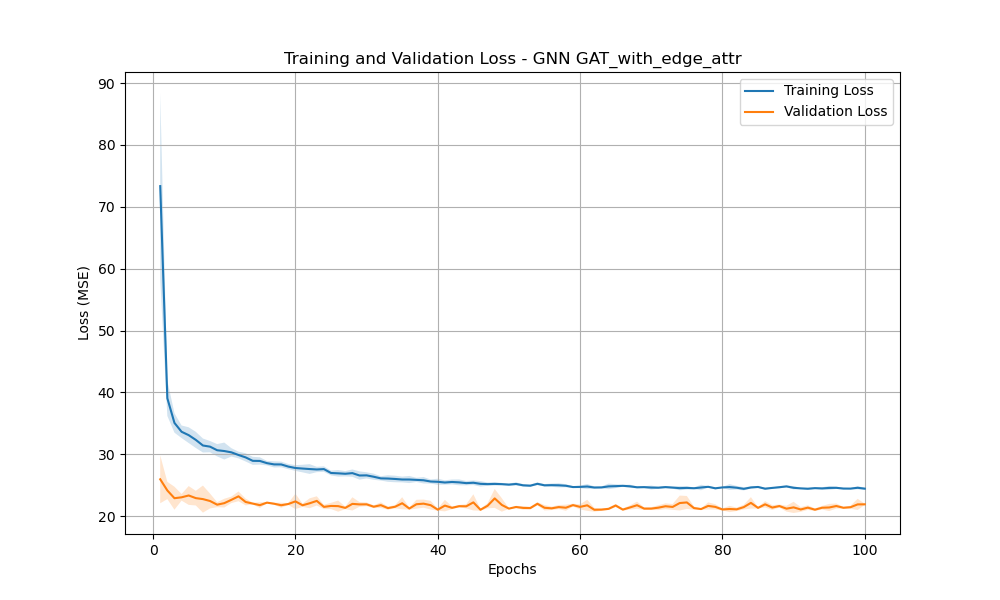 Training and Validation Loss - GNN GAT_with_edge_attr
Training Loss
Validation Loss
90
80
70
60
50
40
30
20
Loss (MSE)
0
20
40
60
80
100
Epochs